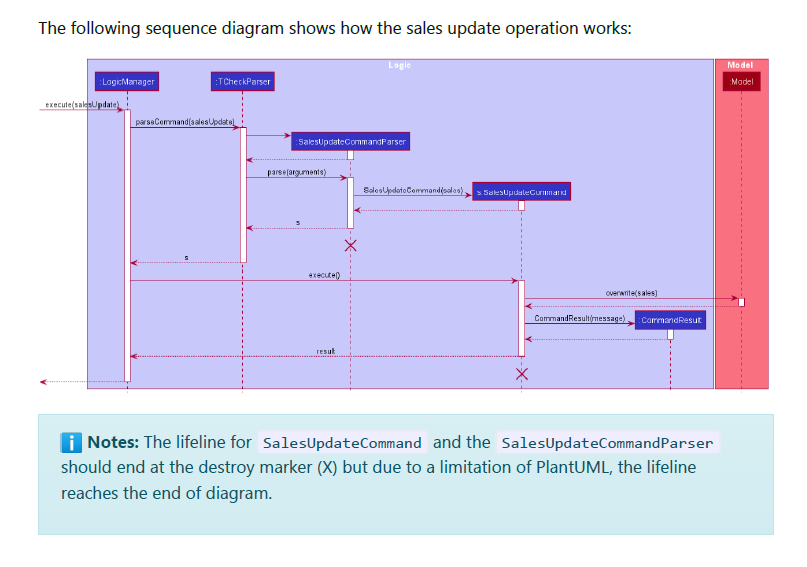 The following sequence diagram shows how the sales update operation works:
Logic
Model
:LogicManager
:TCheckParser
:Model
execute(salesUpdate)
parseCommand(salesUpdate)
:SalesUpdateCommandParser
parse(arguments)
SalesUpdateCommand(sales)
s:SalesUpdateCommand
s
s
execute()
overwrite(sales)
CommandResult(message)
:CommandResult
result
i Notes: The lifeline for SalesUpdateCommand and the SalesUpdateCommandParser
should end at the destroy marker (X) but due to a limitation of PlantUML, the lifeline
reaches the end of diagram.